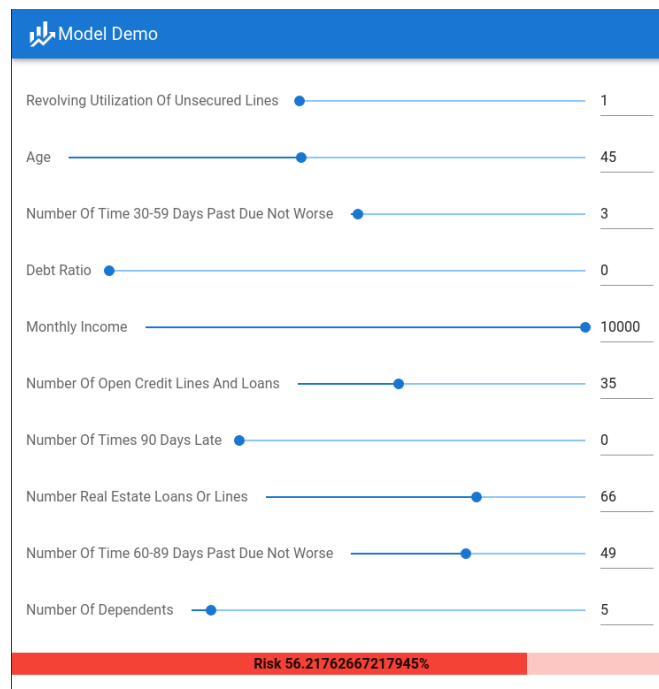 Model Demo
Revolving Utilization Of Unsecured Lines 1
Age 45
Number Of Time 30-59 Days Past Due Not Worse 3
Debt Ratio 0
Monthly Income 10000
Number Of Open Credit Lines And Loans 35
Number Of Times 90 Days Late 0
Number Real Estate Loans Or Lines 66
Number Of Time 60-89 Days Past Due Not Worse 49
Number Of Dependents 5
Risk 56.21762667217945%